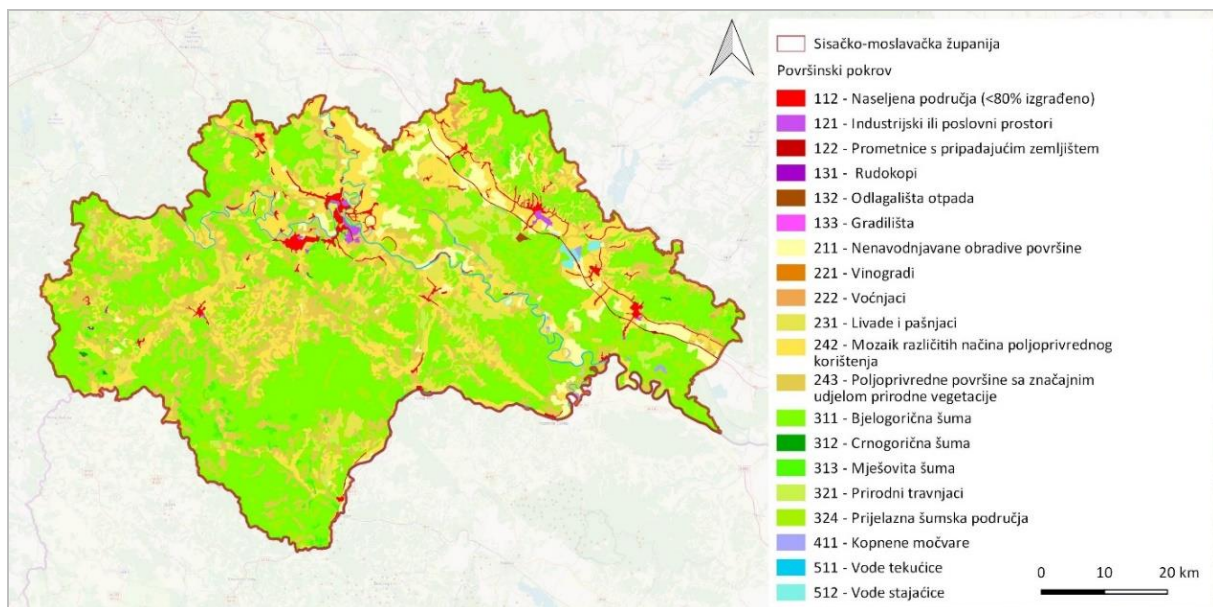 Sisačko-moslavačka županija
Površinski pokrov
112 - Naseljena područja (<80% izgrađeno)
121 - Industrijski ili poslovni prostori
122 - Prometnice s pripadajućim zemljištem
131 - Rudokopi
132 - Odlagališta otpada
133 - Gradilišta
211 - Nenavodnjavane obradive površine
221 - Vinogradi
222 - Voćnjaci
231 - Livade i pašnjaci
242 - Mozaik različitih načina poljoprivrednog
korištenja
243 - Poljoprivredne površine sa značajnim
udjelom prirodne vegetacije
311 - Bjelogorična šuma
312 - Crnogorična šuma
313 - Mješovita šuma
321 - Prirodni travnjaci
324 - Prijelazna šumska područja
411 - Kopnene močvare
511 - Vode tekućice
512 - Vode stajaćice
0 10 20 km